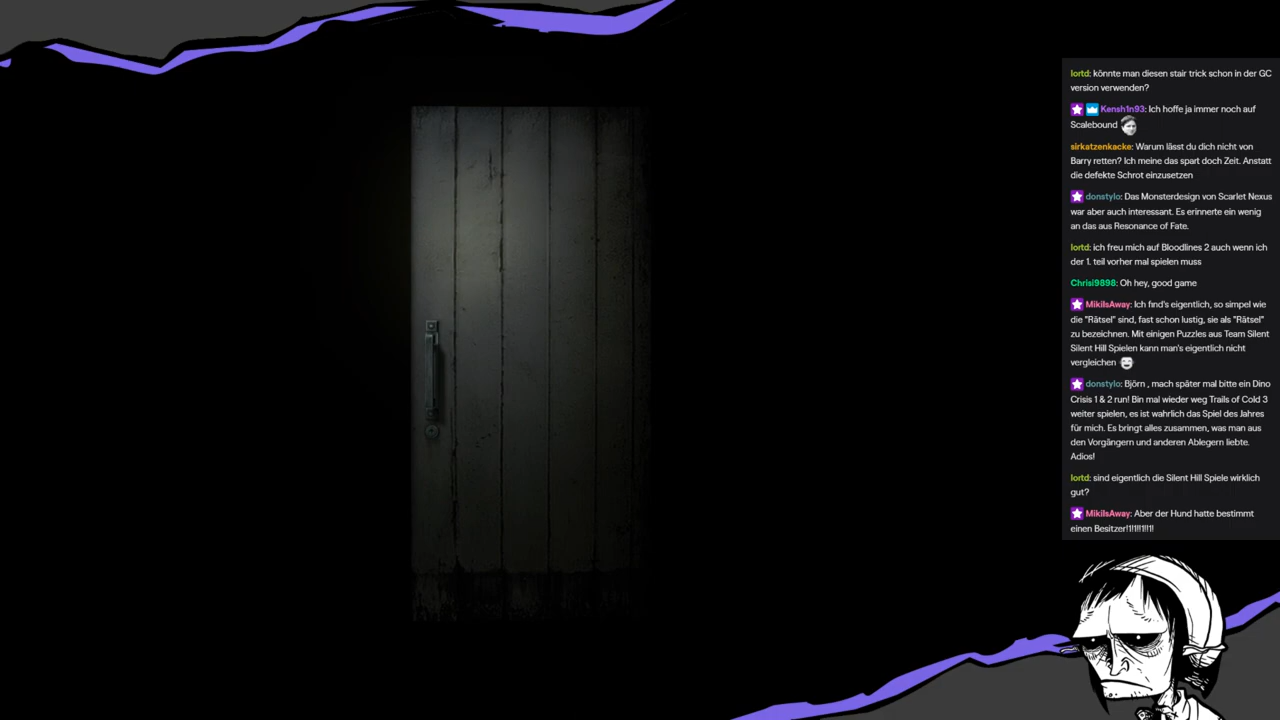 lortd: könnte man diesen stair trick schon in der GC
version verwenden?
Kensh1n93: Ich hoffe ja immer noch auf
Scalebound
sirkatzenkacke: Warum lässt du dich nicht von
Barry retten? Ich meine das spart doch Zeit. Anstatt
die defekte Schrot einzusetzen
donstylo: Das Monsterdesign von Scarlet Nexus
war aber auch interessant. Es erinnerte ein wenig
an das aus Resonance of Fate.
lortd: ich freu mich auf Bloodlines 2 auch wenn ich
der 1. teil vorher mal spielen muss
Chrisi9898: Oh hey, good game
MikiIsAway: Ich find's eigentlich, so simpel wie
die "Rätsel" sind, fast schon lustig, sie als "Rätsel"
zu bezeichnen. Mit einigen Puzzles aus Team Silent
Silent Hill Spielen kann man's eigentlich nicht
vergleichen
donstylo: Björn , mach später mal bitte ein Dino
Crisis 1 & 2 run! Bin mal wieder weg Trails of Cold 3
weiter spielen, es ist wahrlich das Spiel des Jahres
für mich. Es bringt alles zusammen, was man aus
den Vorgängern und anderen Ablegern liebte.
Adios!
lortd: sind eigentlich die Silent Hill Spiele wirklich
gut?
MikiIsAway: Aber der Hund hatte bestimmt
einen Besitzer!1!1!!1!!1!